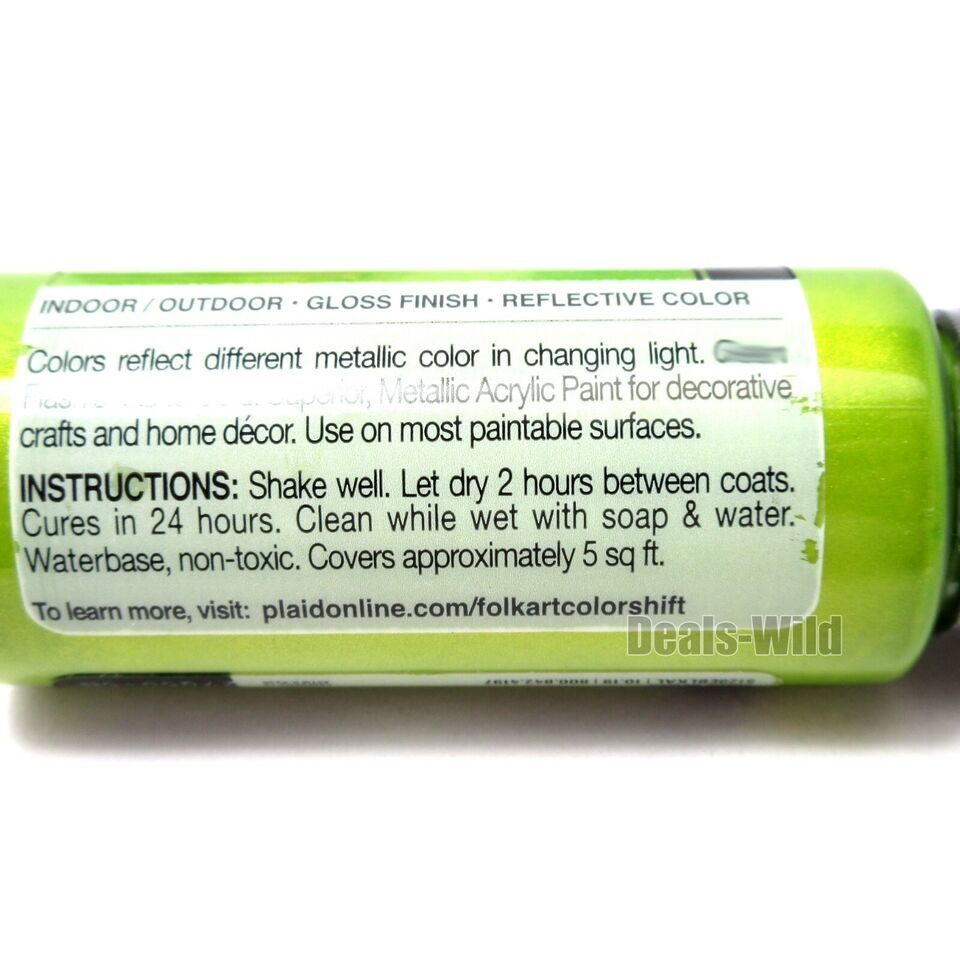 INDOOR / OUTDOOR · GLOSS FINISH · REFLECTIVE COLOR
Colors reflect different metallic color in changing light.
Superior, Metallic Acrylic Paint for decorative
crafts and home décor. Use on most paintable surfaces.
INSTRUCTIONS: Shake well. Let dry 2 hours between coats.
Cures in 24 hours. Clean while wet with soap & water.
Waterbase, non-toxic. Covers approximately 5 sq ft.
To learn more, visit: plaidonline.com/folkartcolorshift
Deals-Wild